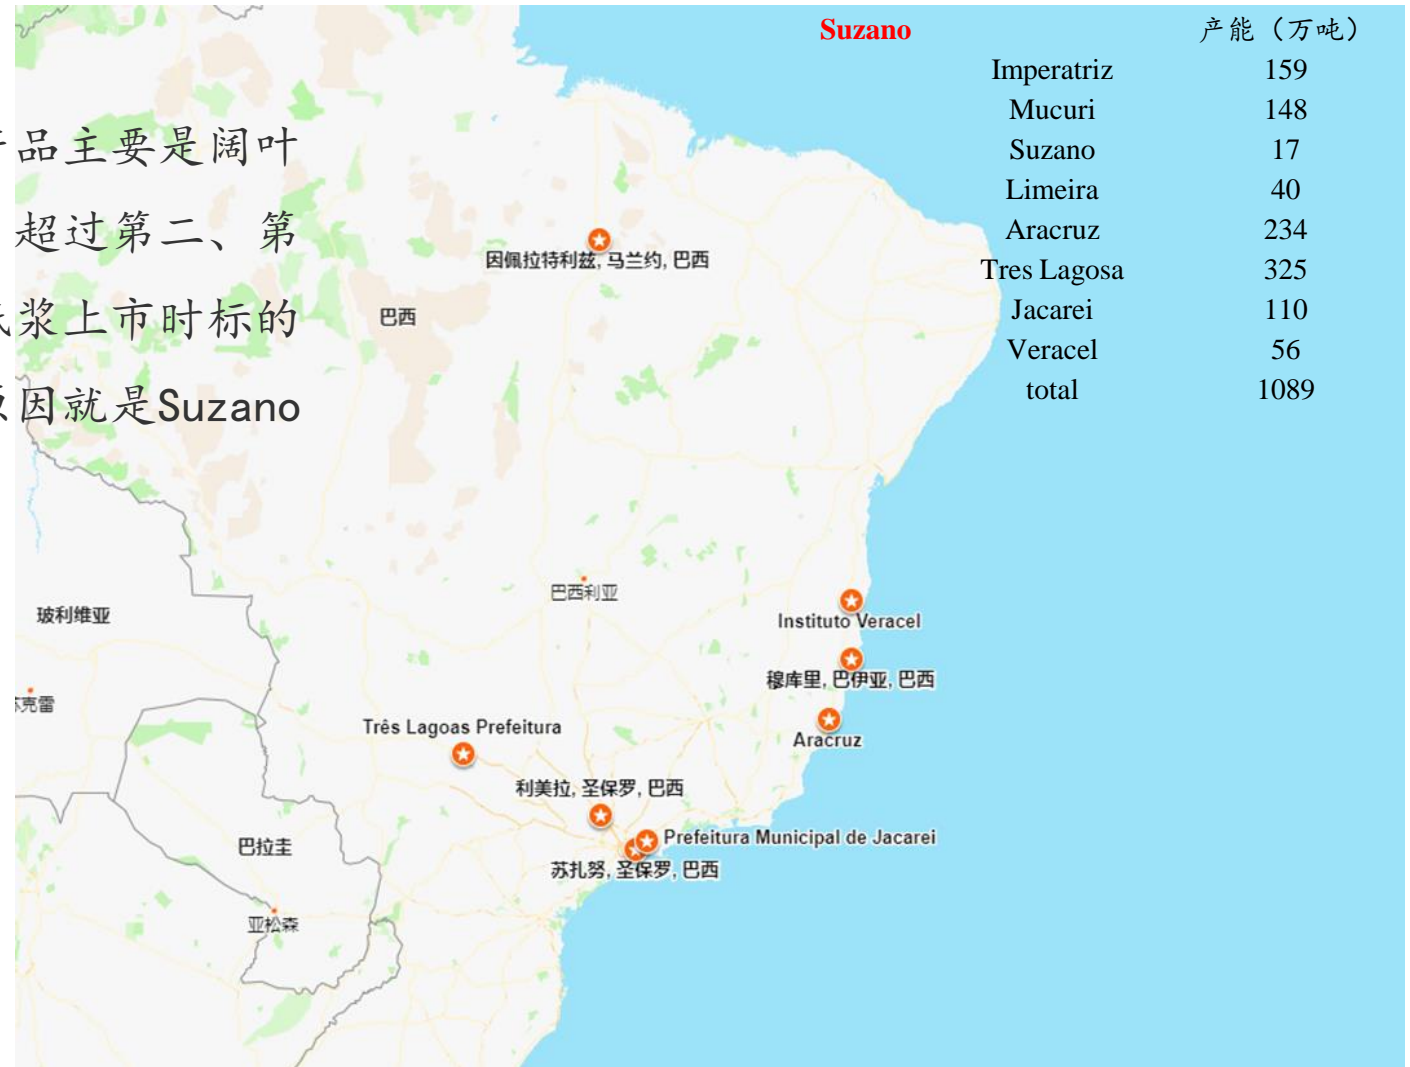 Suzano 产能（万吨）
Imperatriz 159
Mucuri 148
Suzano 17
Limeira 40
Aracruz 234
Tres Lagosa 325
Jacarei 110
Veracel 56
total 1089
品主要是阔叶
超过第二、第
浆上市时标的
因就是Suzano
因佩拉特利兹, 马兰约, 巴西
巴西
巴西利亚
玻利维亚
克雷
Instituto Veracel
穆库里, 巴伊亚, 巴西
Aracruz
Três Lagoas Prefeitura
利美拉, 圣保罗, 巴西
Prefeitura Municipal de Jacarei
苏扎努, 圣保罗, 巴西
巴拉圭
亚松森